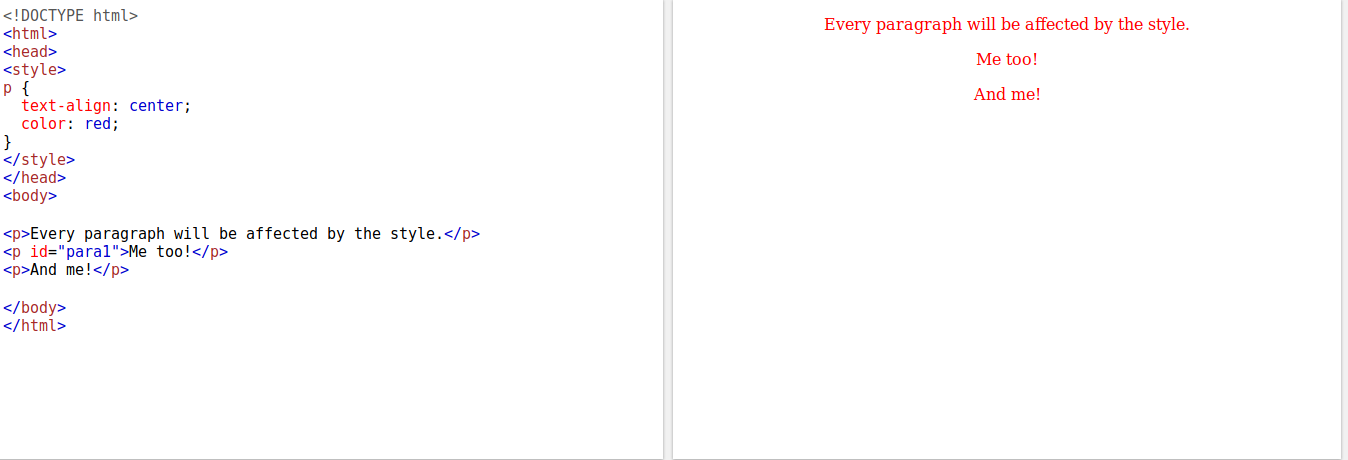 <!DOCTYPE html>
<html>
<head>
<style>
p {
  text-align: center;
  color: red;
}
</style>
</head>
<body>

<p>Every paragraph will be affected by the style.</p>
<p id="para1">Me too!</p>
<p>And me!</p>

</body>
</html>
Every paragraph will be affected by the style.
Me too!
And me!